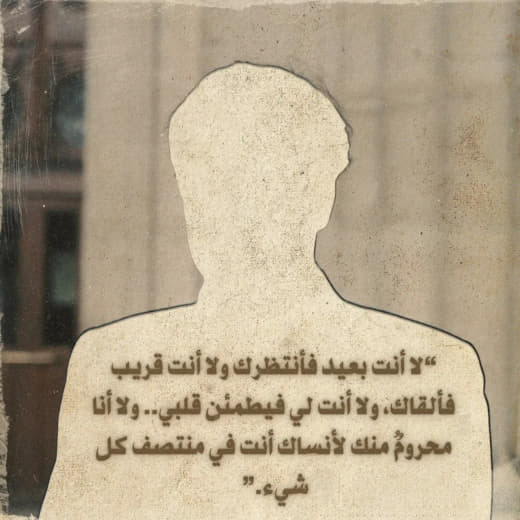 “لا أنت بعيد فأنتظرك ولا أنت قريب
فألقاك، ولا أنت لي فيطمئن قلبي.. ولا أنا
محرومٌ منك لأنساك أنت في منتصف كل
شيء.”